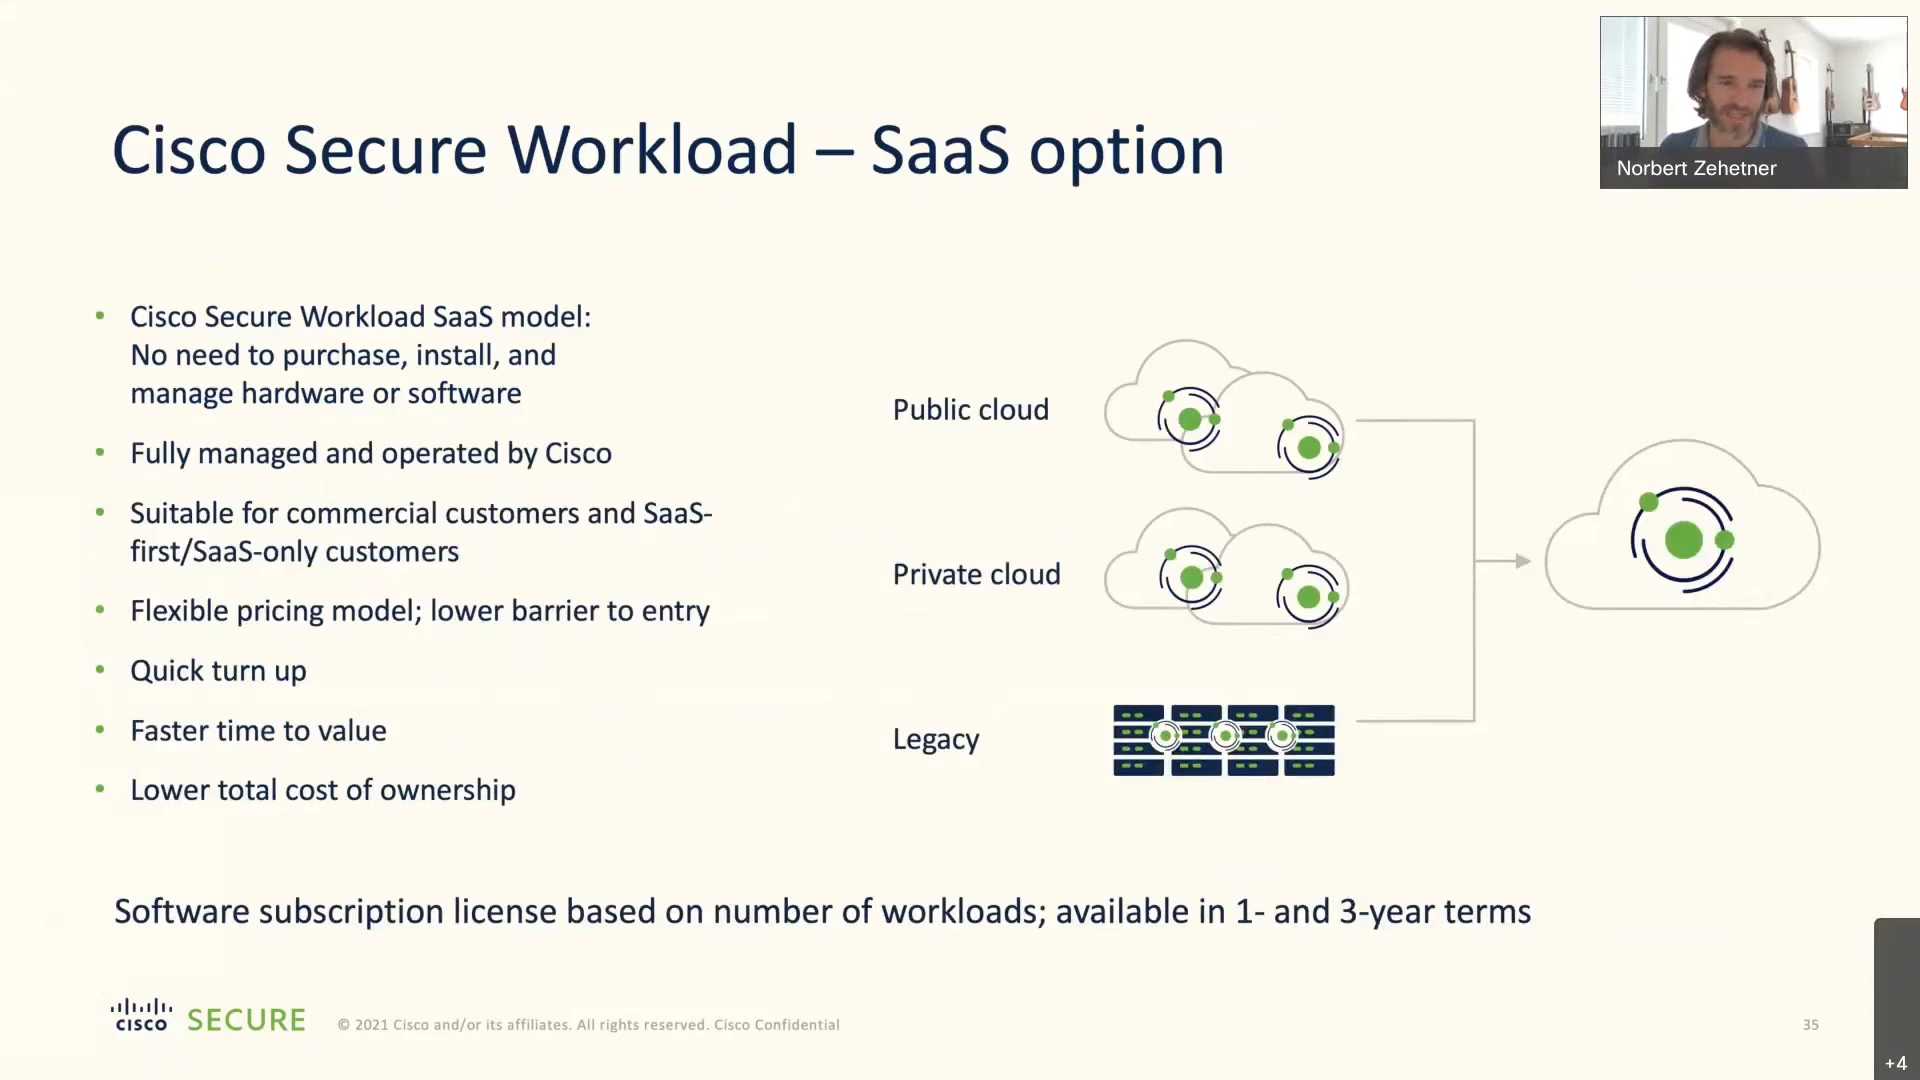 Norbert Zehetner
Cisco Secure Workload – SaaS option
• Cisco Secure Workload SaaS model:
No need to purchase, install, and
manage hardware or software
• Fully managed and operated by Cisco
• Suitable for commercial customers and SaaS-
first/SaaS-only customers
• Flexible pricing model; lower barrier to entry
• Quick turn up
• Faster time to value
• Lower total cost of ownership
Public cloud
Private cloud
Legacy
Software subscription license based on number of workloads; available in 1- and 3-year terms
CISCO SECURE
© 2021 Cisco and/or its affiliates. All rights reserved. Cisco Confidential
35
+4